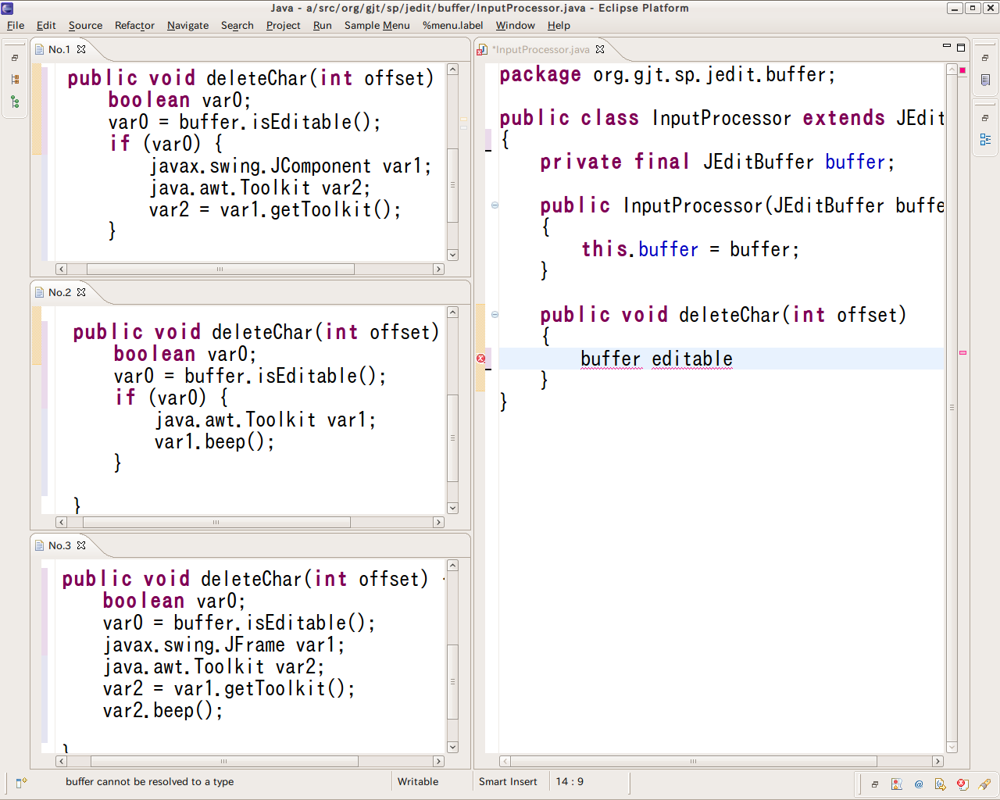 Java - a/src/org/gjt/sp/jedit/buffer/InputProcessor.java - Eclipse Platform
File Edit Source Refactor Navigate Search Project Run Sample Menu %menu.label Window Help
No.1
public void deleteChar(int offset)
boolean var0;
var0 = buffer.isEditable();
if (var0) {
javax.swing.JComponent var1;
java.awt.Toolkit var2;
var2 = var1.getToolkit();
}
No.2
public void deleteChar(int offset)
boolean var0;
var0 = buffer.isEditable();
if (var0) {
java.awt.Toolkit var1;
var1.beep();
}
}
No.3
public void deleteChar(int offset)
boolean var0;
var0 = buffer.isEditable();
javax.swing.JFrame var1;
java.awt.Toolkit var2;
var2 = var1.getToolkit();
var2.beep();
}
*InputProcessor.java
package org.gjt.sp.jedit.buffer;
public class InputProcessor extends JEdit
{
private final JEditBuffer buffer;
public InputProcessor(JEditBuffer buffe
{
this.buffer = buffer;
}
public void deleteChar(int offset)
{
buffer editable
}
}
buffer cannot be resolved to a type
Writable
Smart Insert
14 : 9